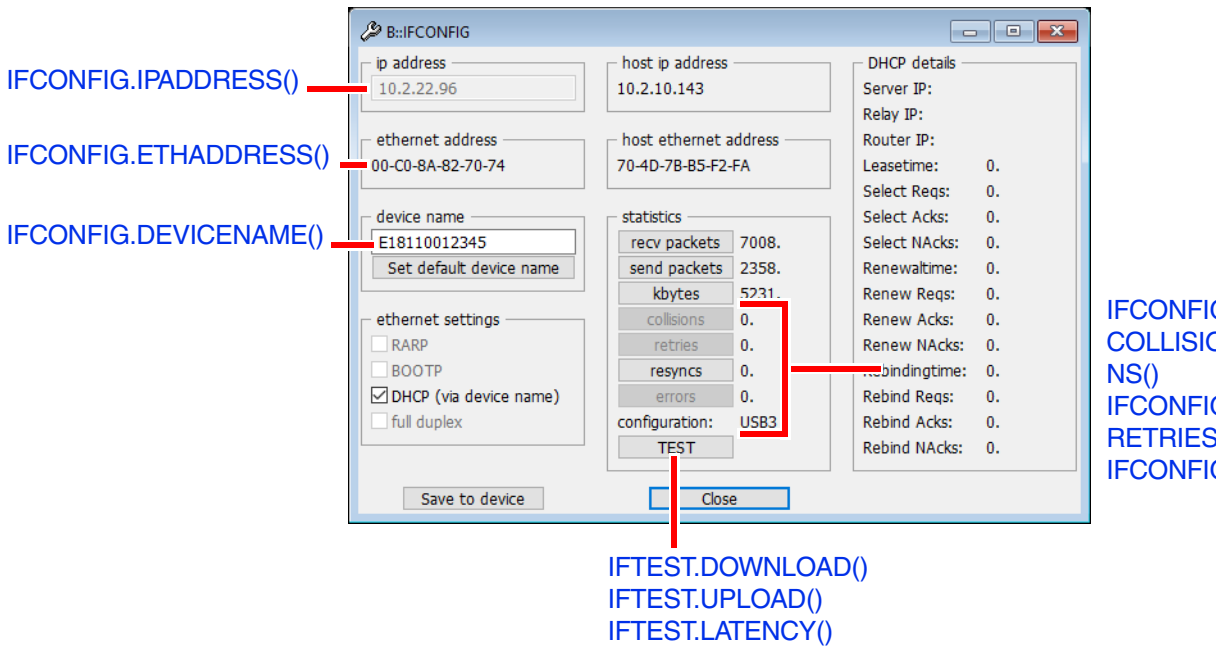 B::IFCONFIG
IFCONFIG.IPADDRESS()
ip address
10.2.22.96
IFCONFIG.ETHADDRESS()
ethernet address
00-C0-8A-82-70-74
IFCONFIG.DEVICENAME()
device name
E18110012345
Set default device name
ethernet settings
RARP
BOOTP
DHCP (via device name)
full duplex
Save to device
host ip address
10.2.10.143
host ethernet address
70-4D-7B-B5-F2-FA
statistics
recv packets 7008.
send packets 2358.
kbytes 5231.
collisions 0.
retries 0.
resyncs 0.
errors 0.
configuration: USB3
TEST
Close
DHCP details
Server IP:
Relay IP:
Router IP:
Leasetime: 0.
Select Reqs: 0.
Select Acks: 0.
Select NAcks: 0.
Renewaltime: 0.
Renew Reqs: 0.
Renew Acks: 0.
Renew NAcks: 0.
Rebindingtime: 0.
Rebind Reqs: 0.
Rebind Acks: 0.
Rebind NAcks: 0.
NS()
RETRIES
IFTEST.DOWNLOAD()
IFTEST.UPLOAD()
IFTEST.LATENCY()